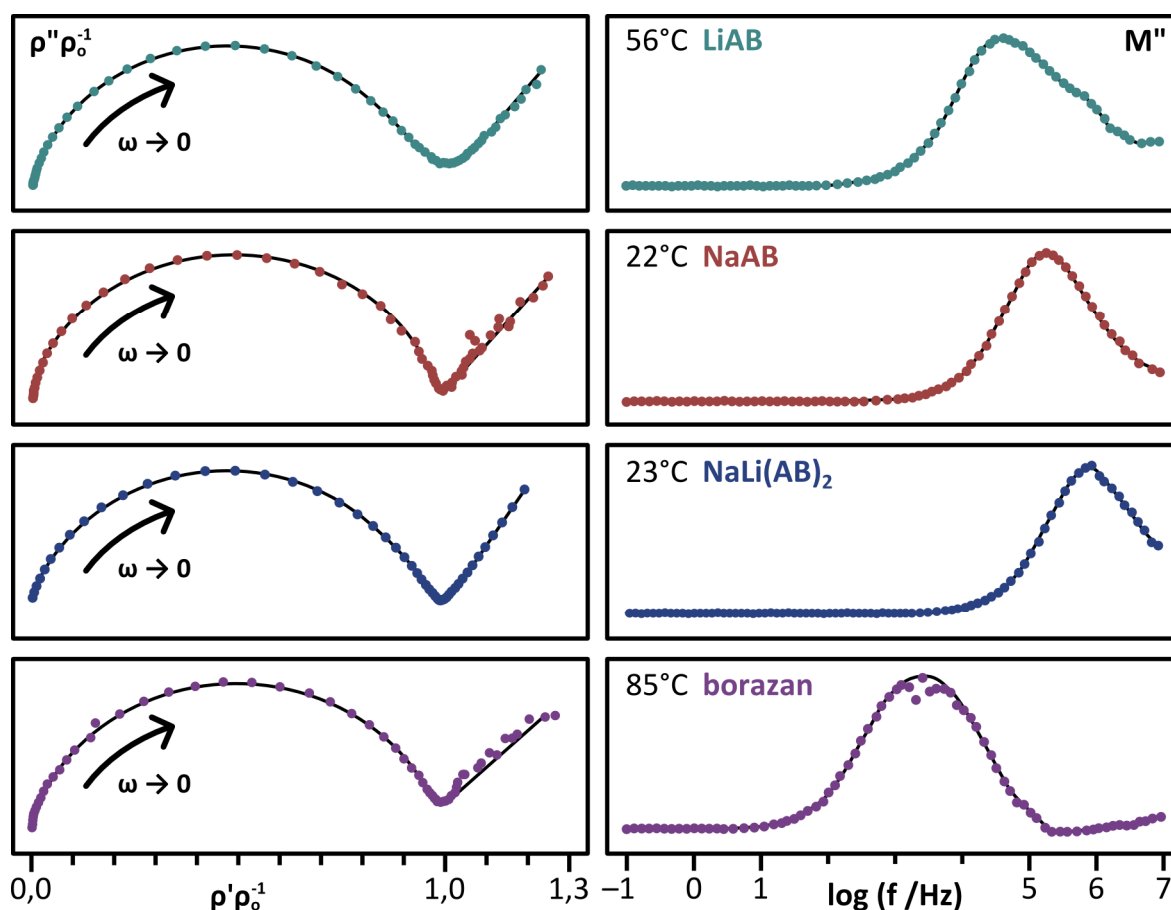 ρ"ρₒ⁻¹
ω → 0
56°C LiAB M"
ω → 0
22°C NaAB
ω → 0
23°C NaLi(AB)₂
ω → 0
85°C borazan
0,0 ρ'ρₒ⁻¹ 1,0 1,3
–1 0 1 log (f /Hz) 5 6 7